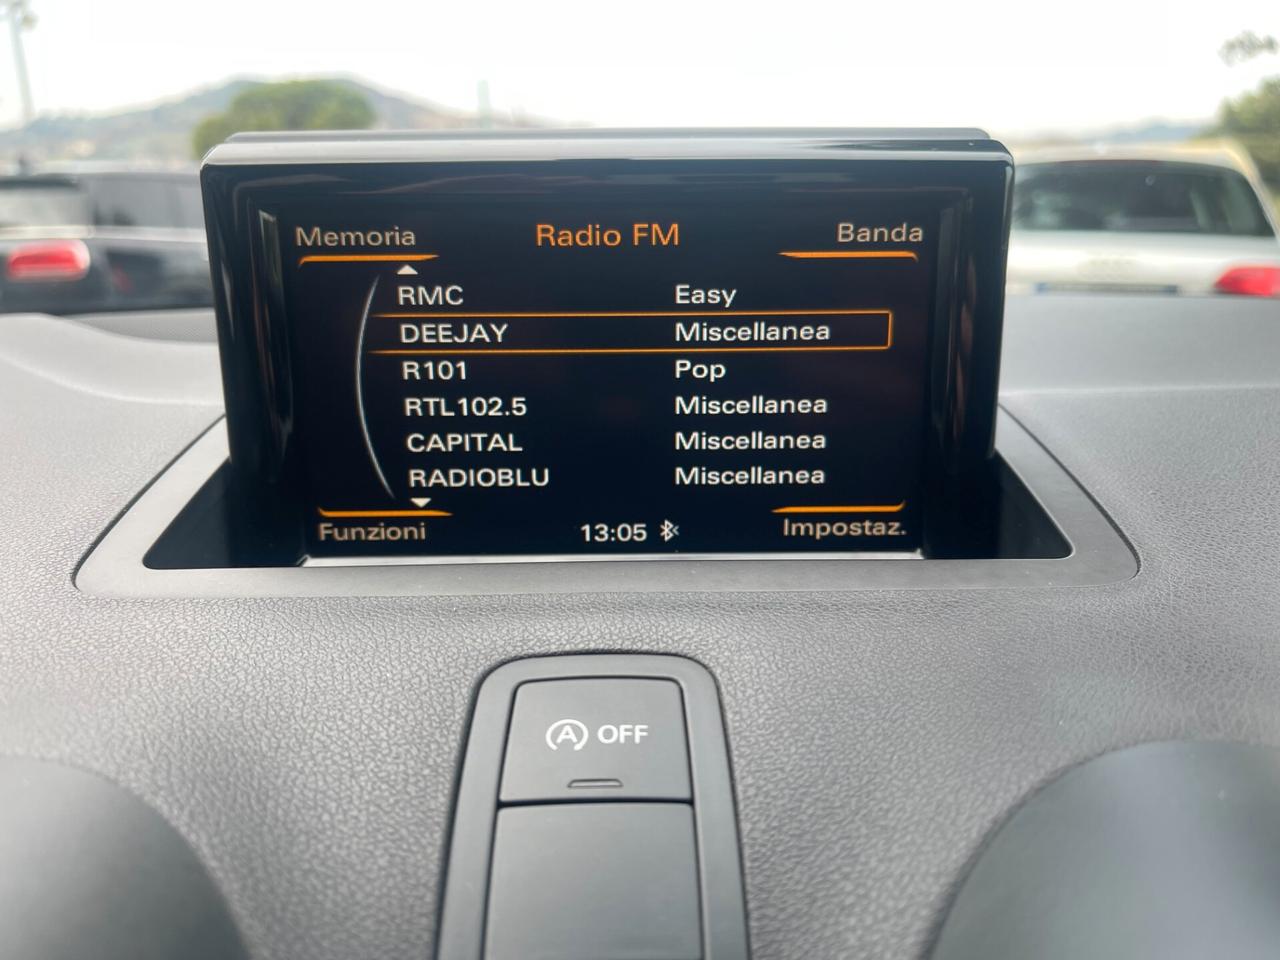 Memoria Radio FM Banda
RMC Easy
DEEJAY Miscellanea
R101 Pop
RTL102.5 Miscellanea
CAPITAL Miscellanea
RADIOBLU Miscellanea
Funzioni 13:05 Impostaz.
A OFF